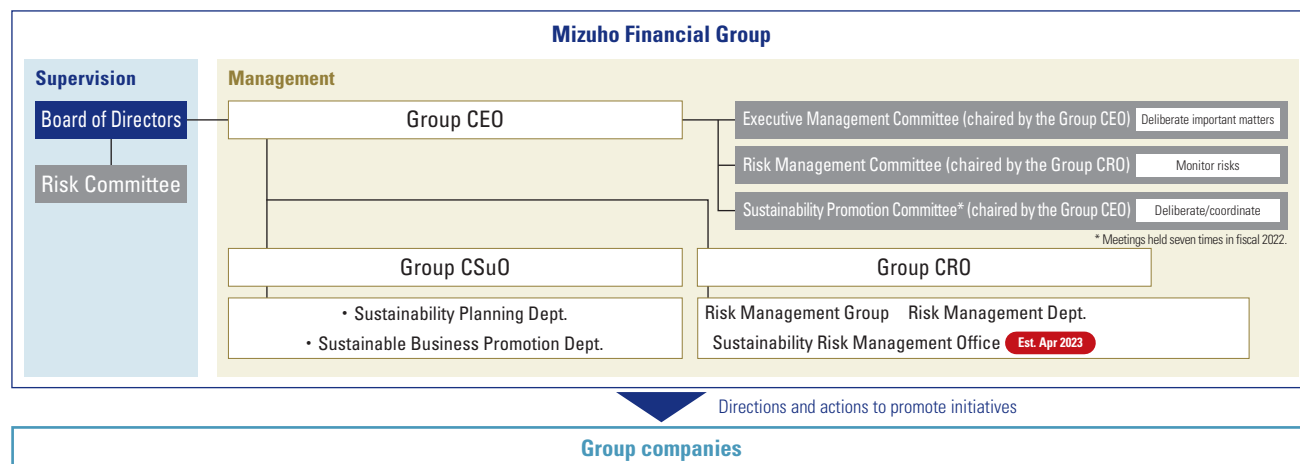 Mizuho Financial Group
Supervision
Board of Directors
Risk Committee
Management
Group CEO
Executive Management Committee (chaired by the Group CEO) Deliberate important matters
Risk Management Committee (chaired by the Group CRO) Monitor risks
Sustainability Promotion Committee* (chaired by the Group CEO) Deliberate/coordinate
* Meetings held seven times in fiscal 2022.
Group CSuO
・Sustainability Planning Dept.
・Sustainable Business Promotion Dept.
Group CRO
Risk Management Group Risk Management Dept.
Sustainability Risk Management Office Est. Apr 2023
Directions and actions to promote initiatives
Group companies